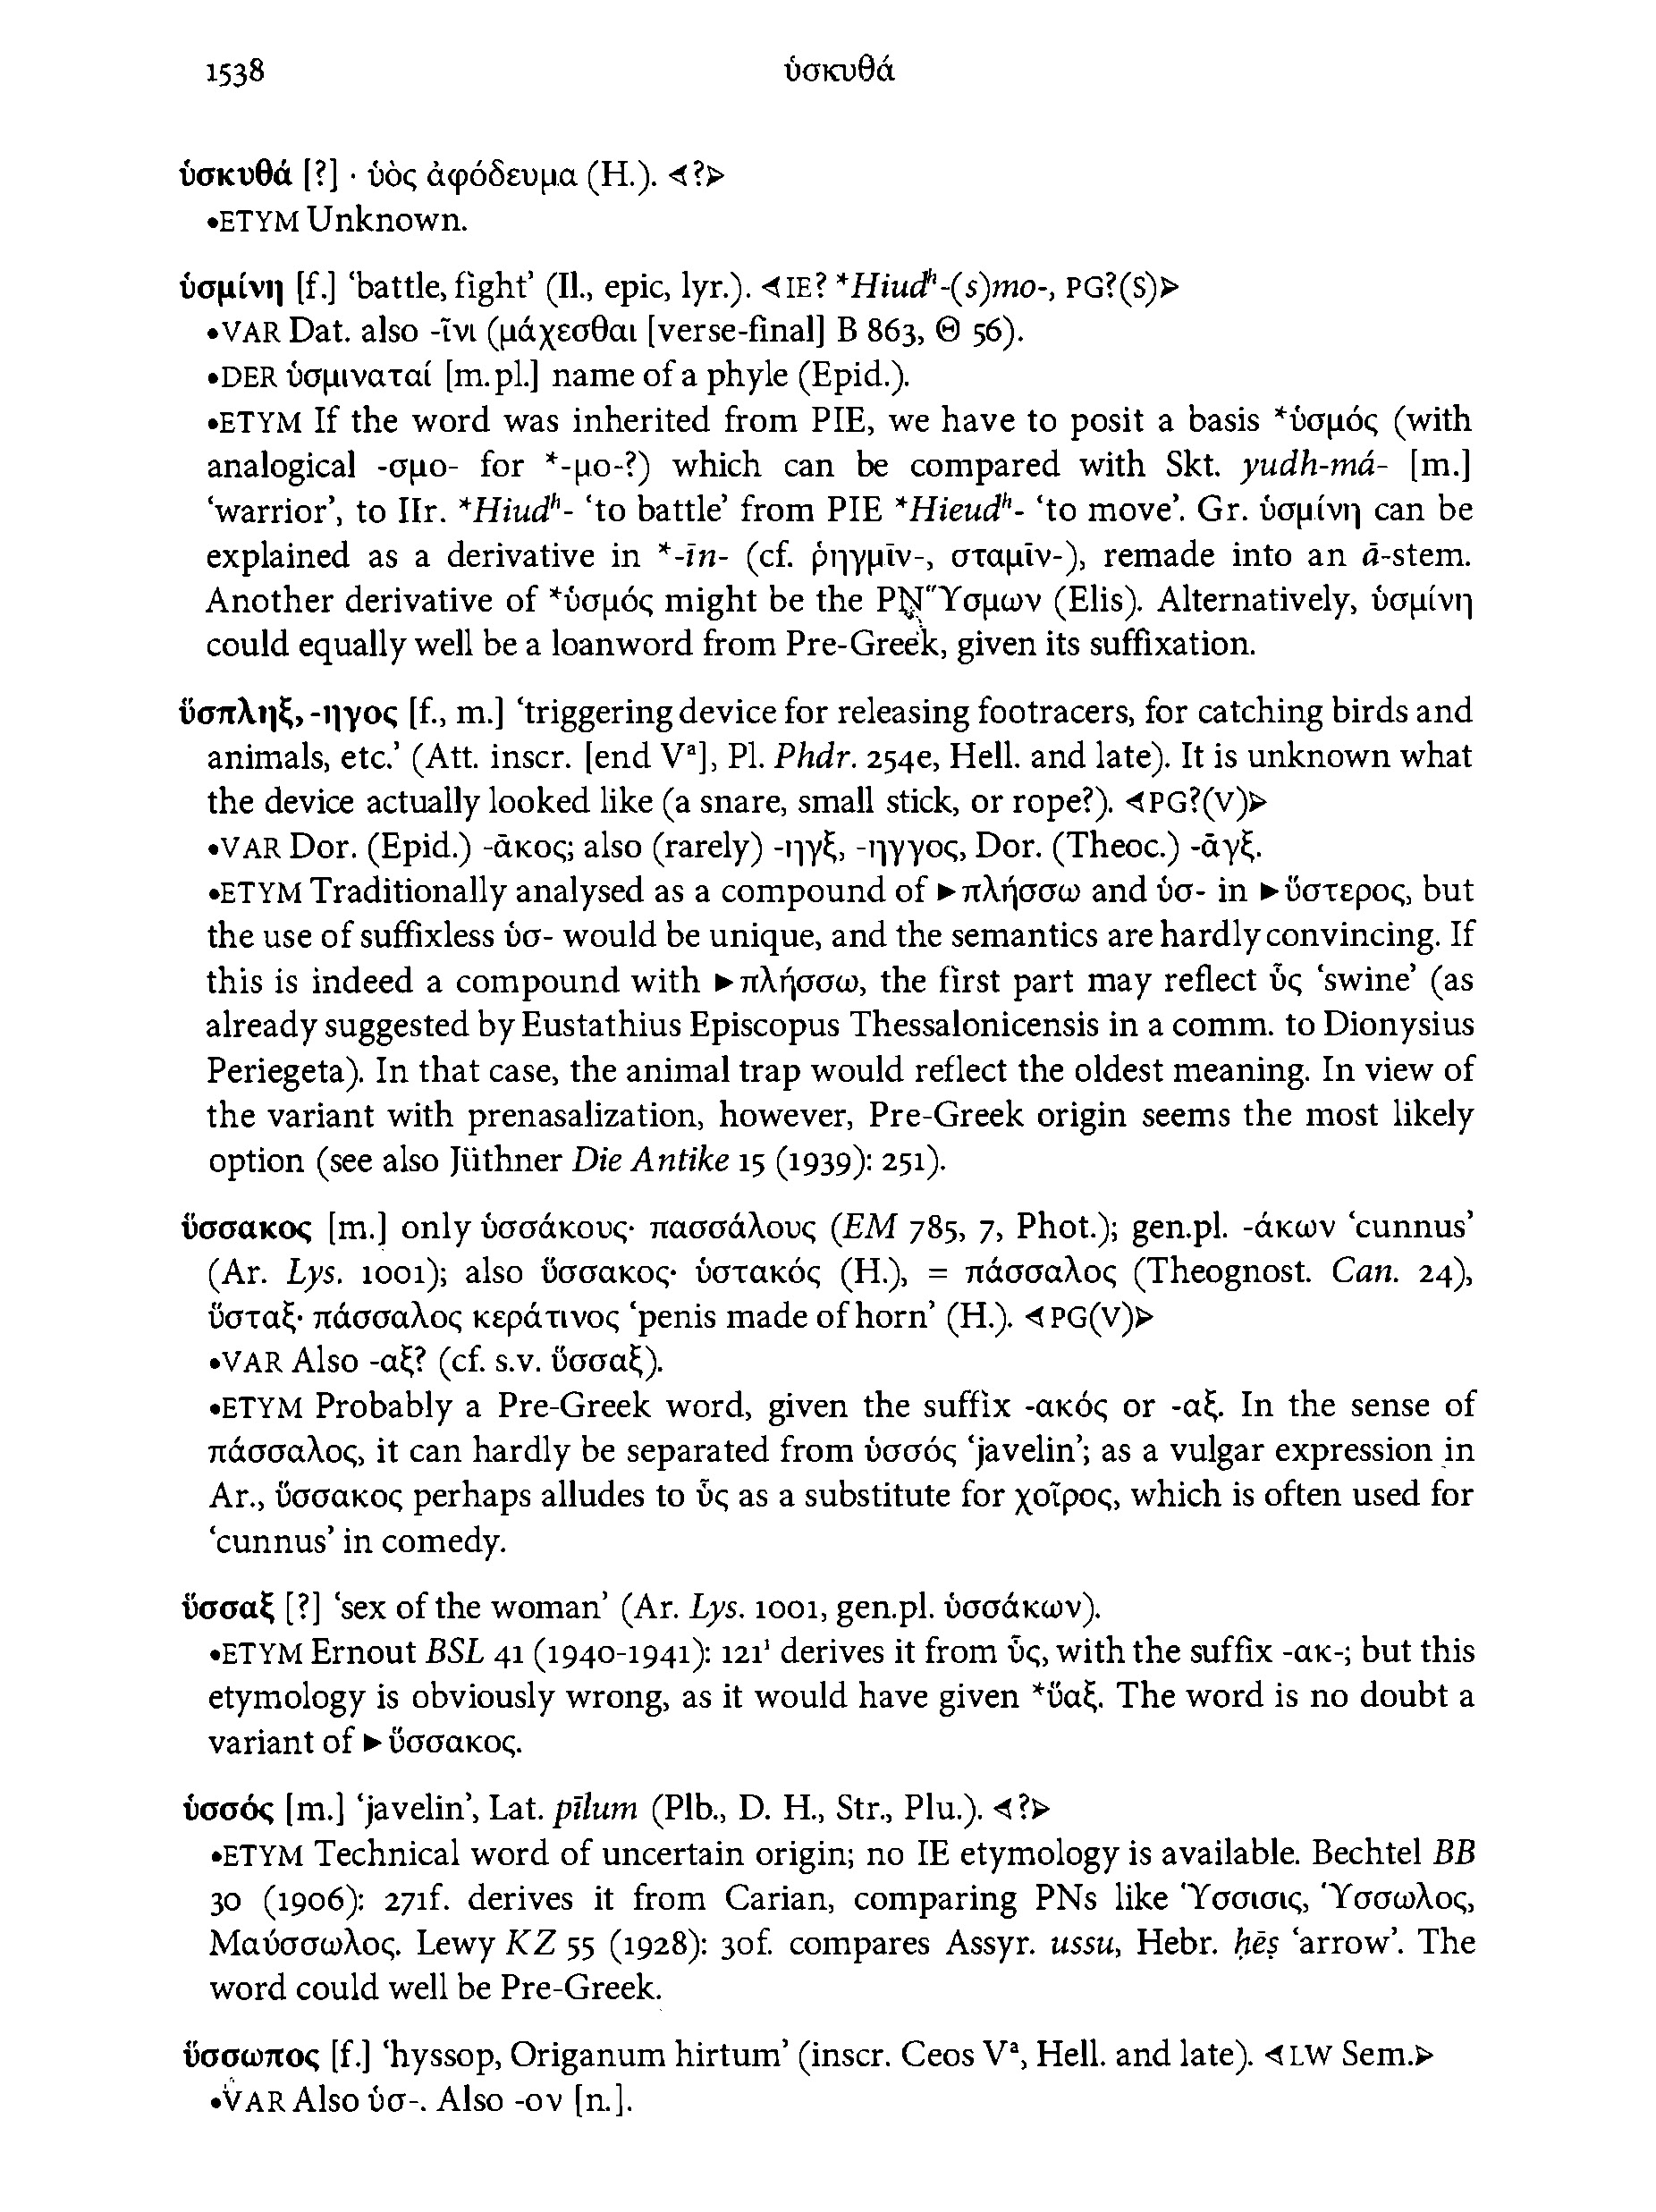 1538 ὑσκυθά
ὑσκυθά [?] · ὑὸς ἀφόδευμα (H.). ⊲?⊳
•ETYM Unknown.
ὑσμίνη [f.] ‘battle, fight’ (Il., epic, lyr.). ⊲IE? *Hiudʰ-(s)mo-, PG?(S)⊳
•VAR Dat. also -ῖνι (μάχεσθαι [verse-final] Β 863, Θ 56).
•DER ὑσμιναταί [m.pl.] name of a phyle (Epid.).
•ETYM If the word was inherited from PIE, we have to posit a basis *ὑσμός (with
analogical -σμο- for *-μο-?) which can be compared with Skt. yudh-má- [m.]
‘warrior’, to IIr. *Hiudʰ- ‘to battle’ from PIE *Hieudʰ- ‘to move’. Gr. ὑσμίνη can be
explained as a derivative in *-īn- (cf. ῥηγμῖν-, σταμῖν-), remade into an ā-stem.
Another derivative of *ὑσμός might be the PN Ὕσμων (Elis). Alternatively, ὑσμίνη
could equally well be a loanword from Pre-Greek, given its suffixation.
ὕσπληξ, -ηγος [f., m.] ‘triggering device for releasing footracers, for catching birds and
animals, etc.’ (Att. inscr. [end Vᵃ], Pl. Phdr. 254e, Hell. and late). It is unknown what
the device actually looked like (a snare, small stick, or rope?). ⊲PG?(V)⊳
•VAR Dor. (Epid.) -ᾱκος; also (rarely) -ηγξ, -ηγγος, Dor. (Theoc.) -ᾱγξ.
•ETYM Traditionally analysed as a compound of ►πλήσσω and ὑσ- in ►ὕστερος, but
the use of suffixless ὑσ- would be unique, and the semantics are hardly convincing. If
this is indeed a compound with ►πλήσσω, the first part may reflect ὗς ‘swine’ (as
already suggested by Eustathius Episcopus Thessalonicensis in a comm. to Dionysius
Periegeta). In that case, the animal trap would reflect the oldest meaning. In view of
the variant with prenasalization, however, Pre-Greek origin seems the most likely
option (see also Jüthner Die Antike 15 (1939): 251).
ὕσσακος [m.] only ὑσσάκους· πασσάλους (EM 785, 7, Phot.); gen.pl. -άκων ‘cunnus’
(Ar. Lys. 1001); also ὕσσακος· ὑστακός (H.), = πάσσαλος (Theognost. Can. 24),
ὕσταξ· πάσσαλος κεράτινος ‘penis made of horn’ (H.). ⊲PG(V)⊳
•VAR Also -αξ? (cf. s.v. ὕσσαξ).
•ETYM Probably a Pre-Greek word, given the suffix -ακός or -αξ. In the sense of
πάσσαλος, it can hardly be separated from ὑσσός ‘javelin’; as a vulgar expression in
Ar., ὕσσακος perhaps alludes to ὗς as a substitute for χοῖρος, which is often used for
‘cunnus’ in comedy.
ὕσσαξ [?] ‘sex of the woman’ (Ar. Lys. 1001, gen.pl. ὑσσάκων).
•ETYM Ernout BSL 41 (1940-1941): 121¹ derives it from ὗς, with the suffix -ακ-; but this
etymology is obviously wrong, as it would have given *ὕαξ. The word is no doubt a
variant of ►ὕσσακος.
ὑσσός [m.] ‘javelin’, Lat. pīlum (Plb., D. H., Str., Plu.). ⊲?⊳
•ETYM Technical word of uncertain origin; no IE etymology is available. Bechtel BB
30 (1906): 271f. derives it from Carian, comparing PNs like Ὑσσισις, Ὑσσωλος,
Μαύσσωλος. Lewy KZ 55 (1928): 30f. compares Assyr. ussu, Hebr. ḥēṣ ‘arrow’. The
word could well be Pre-Greek.
ὕσσωπος [f.] ‘hyssop, Origanum hirtum’ (inscr. Ceos Vᵃ, Hell. and late). ⊲LW Sem.⊳
•VAR Also ὑσ-. Also -ον [n.].